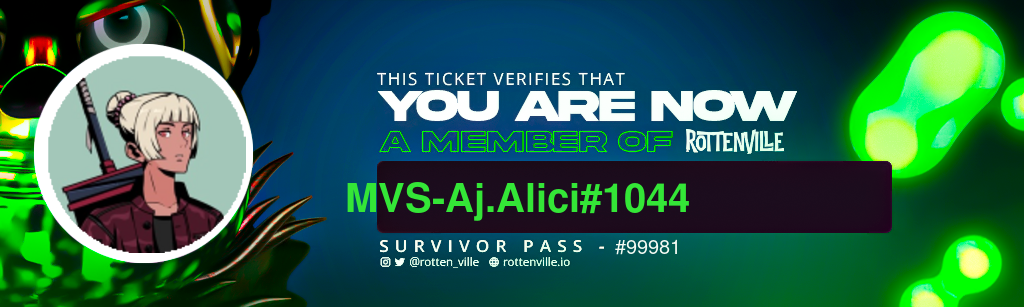 THIS TICKET VERIFIES THAT
YOU ARE NOW
A MEMBER OF ROTTENVILLE
MVS-Aj.Alici#1044
SURVIVOR PASS - #99981
@rotten_ville rottenville.io